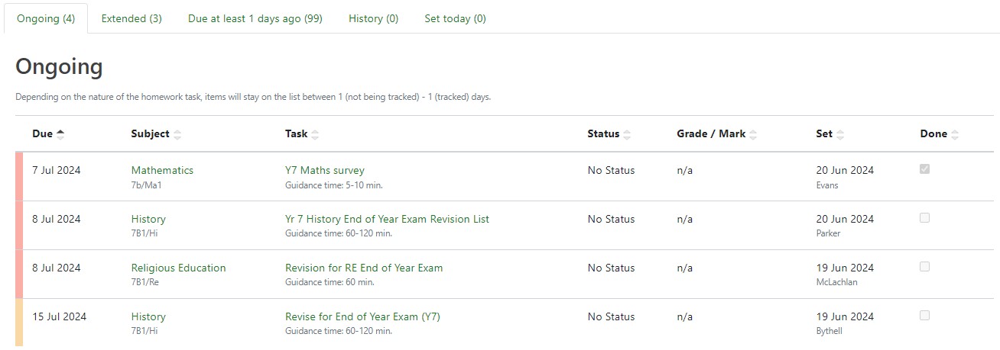 Ongoing (4) Extended (3) Due at least 1 days ago (99) History (0) Set today (0)
Ongoing
Depending on the nature of the homework task, items will stay on the list between 1 (not being tracked) - 1 (tracked) days.
Due Subject Task Status Grade / Mark Set Done
7 Jul 2024 Mathematics Y7 Maths survey No Status n/a 20 Jun 2024
7b/Ma1 Guidance time: 5-10 min. Evans
8 Jul 2024 History Yr 7 History End of Year Exam Revision List No Status n/a 20 Jun 2024
7B1/Hi Guidance time: 60-120 min. Parker
8 Jul 2024 Religious Education Revision for RE End of Year Exam No Status n/a 19 Jun 2024
7B1/Re Guidance time: 60 min. McLachlan
15 Jul 2024 History Revise for End of Year Exam (Y7) No Status n/a 19 Jun 2024
7B1/Hi Guidance time: 60-120 min. Bythell